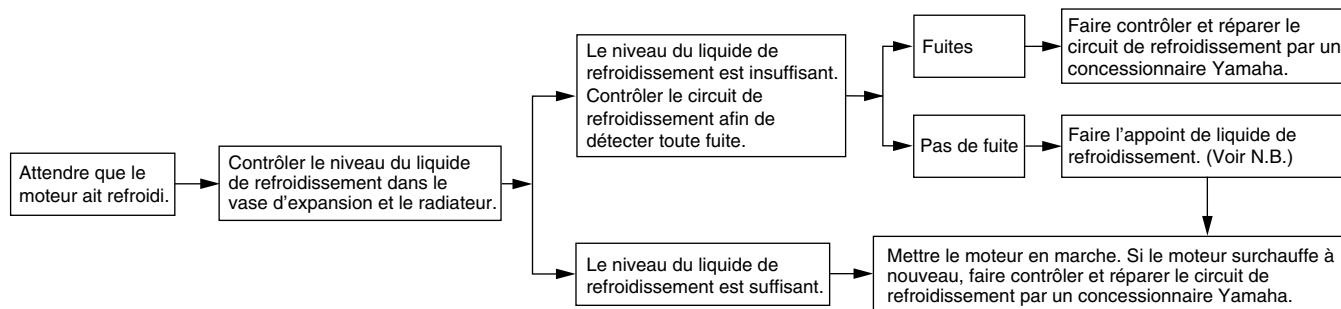 Attendre que le
moteur ait refroidi.
Contrôler le niveau du liquide
de refroidissement dans le
vase d'expansion et le radiateur.
Le niveau du liquide de
refroidissement est insuffisant.
Contrôler le circuit de
refroidissement afin de
détecter toute fuite.
Fuites
Faire contrôler et réparer le
circuit de refroidissement par un
concessionnaire Yamaha.
Pas de fuite
Faire l'appoint de liquide de
refroidissement. (Voir N.B.)
Le niveau du liquide de
refroidissement est suffisant.
Mettre le moteur en marche. Si le moteur surchauffe à
nouveau, faire contrôler et réparer le circuit de
refroidissement par un concessionnaire Yamaha.